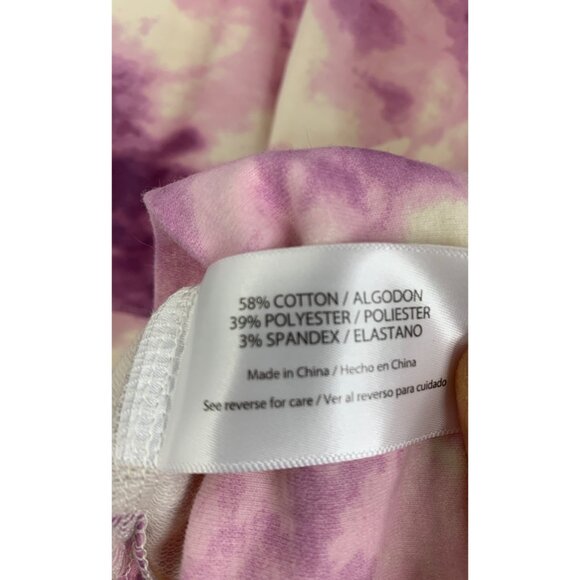 58% COTTON / ALGODON
39% POLYESTER / POLIESTER
3% SPANDEX / ELASTANO
Made in China / Hecho en China
See reverse for care / Ver al reverso para cuidado